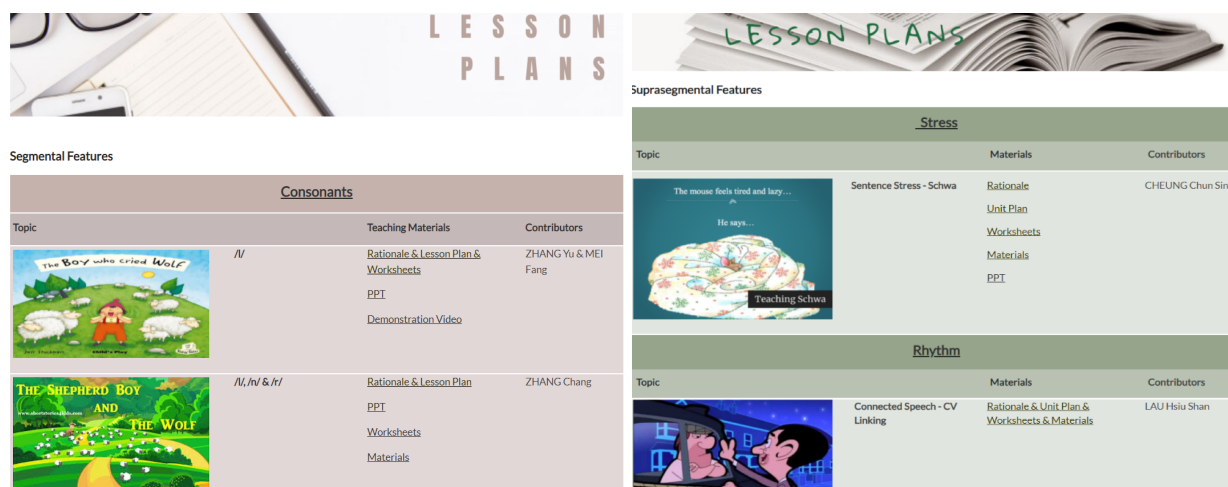 LESSON
PLANS
Segmental Features
Consonants
Topic
Teaching Materials
Contributors
THE BOY WHO CRIED WOLF
CHILD'S PLAY
/l/
Rationale & Lesson Plan &
Worksheets
PPT
Demonstration Video
ZHANG Yu & MEI
Fang
THE SHEPHERD BOY
AND
THE WOLF
/l/, /n/ & /r/
Rationale & Lesson Plan
PPT
Worksheets
Materials
ZHANG Chang
LESSON PLANS
Suprasegmental Features
Stress
Topic
Materials
Contributors
The mouse feels tired and lazy…
He says…
Teaching Schwa
Sentence Stress - Schwa
Rationale
Unit Plan
Worksheets
Materials
PPT
CHEUNG Chun Sin
Rhythm
Topic
Materials
Contributors
Connected Speech - CV
Linking
Rationale & Unit Plan &
Worksheets & Materials
LAU Hsiu Shan